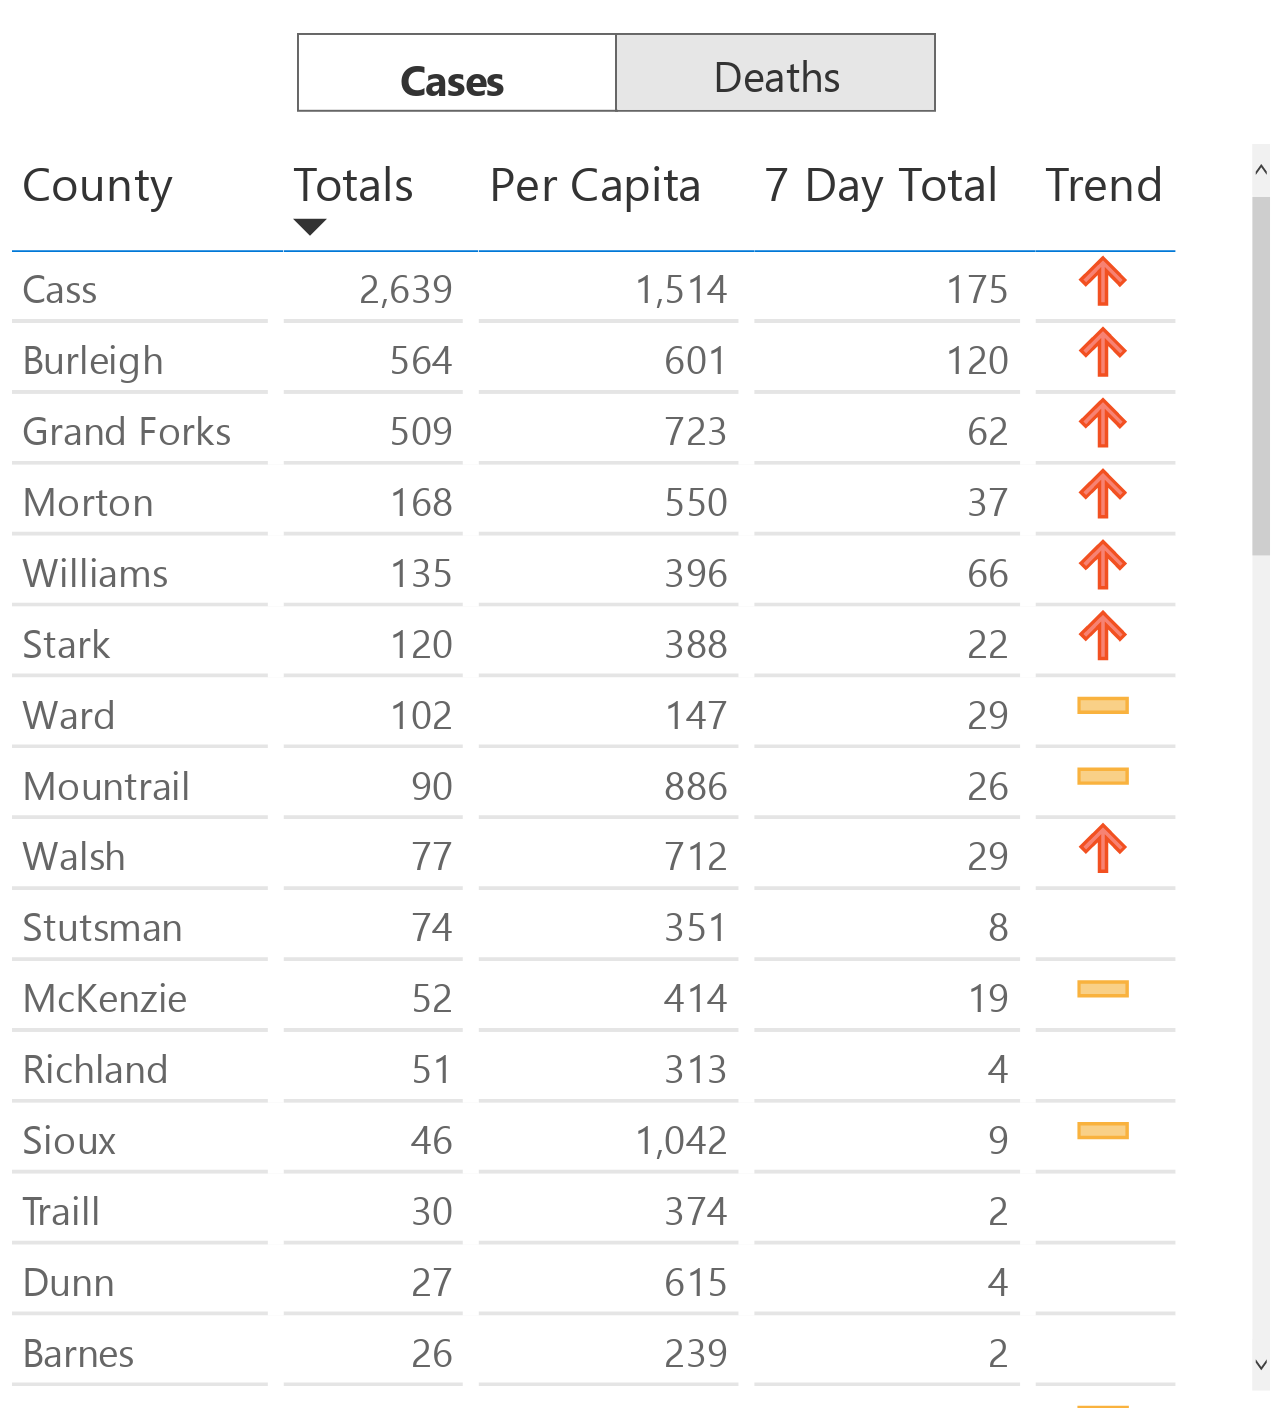 Cases Deaths
County Totals Per Capita 7 Day Total Trend
Cass 2,639 1,514 175
Burleigh 564 601 120
Grand Forks 509 723 62
Morton 168 550 37
Williams 135 396 66
Stark 120 388 22
Ward 102 147 29
Mountrail 90 886 26
Walsh 77 712 29
Stutsman 74 351 8
McKenzie 52 414 19
Richland 51 313 4
Sioux 46 1,042 9
Traill 30 374 2
Dunn 27 615 4
Barnes 26 239 2